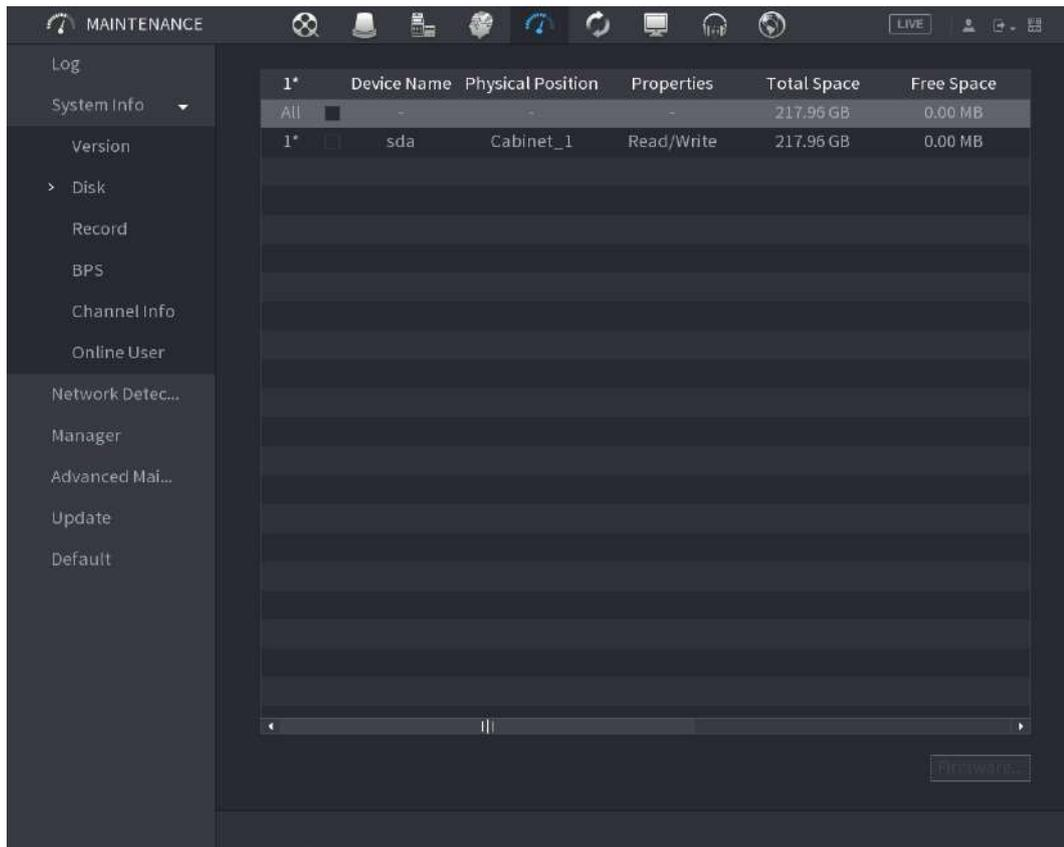 MAINTENANCE
LIVE
Log
System Info
Version
Disk
Record
BPS
Channel Info
Online User
Network Detec...
Manager
Advanced Mai...
Update
Default
1* Device Name Physical Position Properties Total Space Free Space
All - - - 217.96 GB 0.00 MB
1* sda Cabinet_1 Read/Write 217.96 GB 0.00 MB
Firmware...